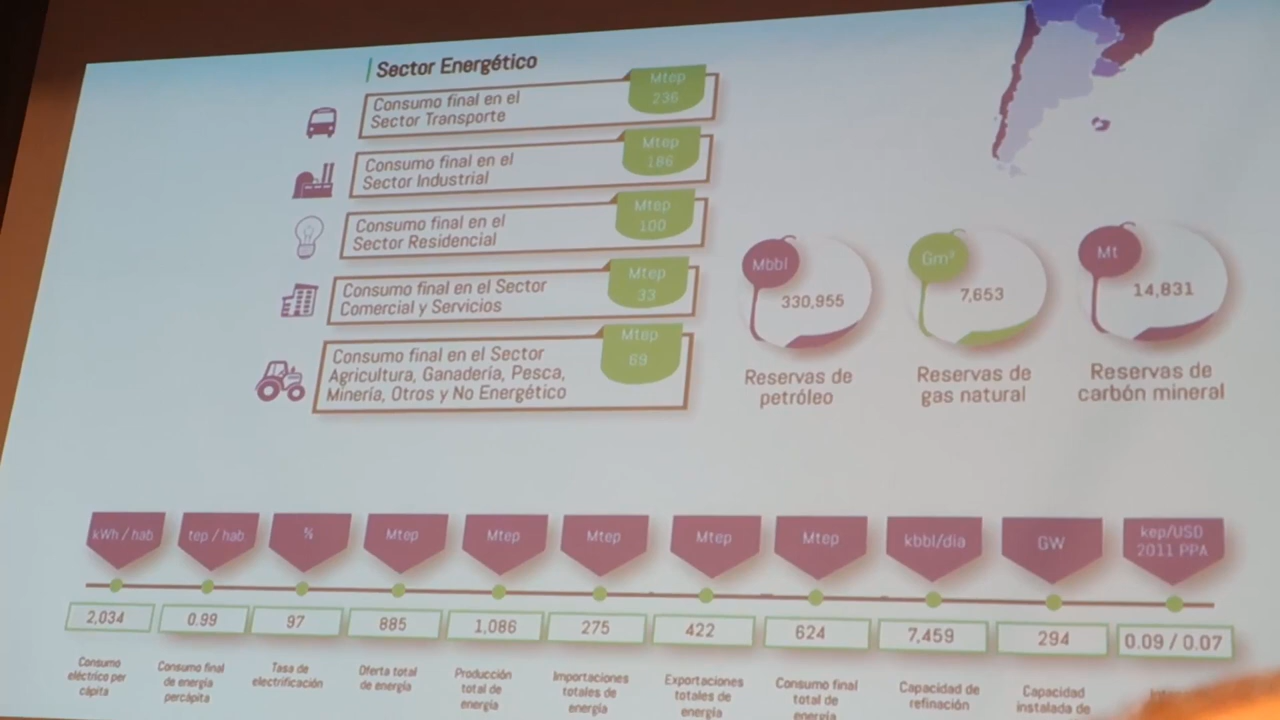 Sector Energético
Consumo final en el
Sector Transporte
Mtep
236
Consumo final en el
Sector Industrial
Mtep
186
Consumo final en el
Sector Residencial
Mtep
100
Consumo final en el Sector
Comercial y Servicios
Mtep
33
Consumo final en el Sector
Agricultura, Ganadería, Pesca,
Minería, Otros y No Energético
Mtep
69
Mbbl
330,955
Reservas de
petróleo
Gm³
7,653
Reservas de
gas natural
Mt
14,831
Reservas de
carbón mineral
kWh / hab
2,034
Consumo
eléctrico per
cápita
tep / hab
0.99
Consumo final
de energía
percápita
%
97
Tasa de
electrificación
Mtep
885
Oferta total
de energía
Mtep
1,086
Producción
total de
energía
Mtep
275
Importaciones
totales de
energía
Mtep
422
Exportaciones
totales de
energía
Mtep
624
Consumo final
total de
energía
kbbl/día
7,459
Capacidad de
refinación
GW
294
Capacidad
instalada de
kep/USD
2011 PPA
0.09 / 0.07